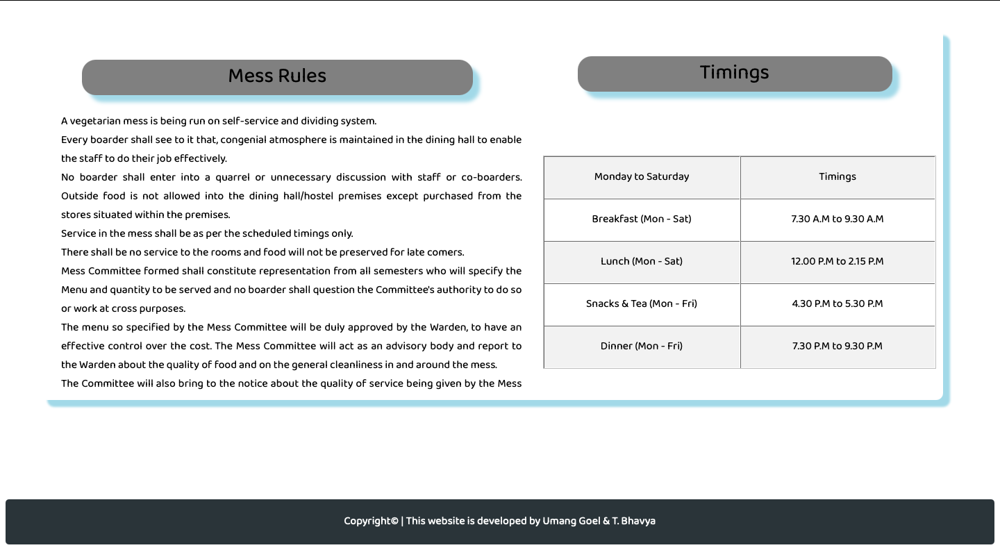 Mess Rules
A vegetarian mess is being run on self-service and dividing system.
Every boarder shall see to it that, congenial atmosphere is maintained in the dining hall to enable
the staff to do their job effectively.
No boarder shall enter into a quarrel or unnecessary discussion with staff or co-boarders.
Outside food is not allowed into the dining hall/hostel premises except purchased from the
stores situated within the premises.
Service in the mess shall be as per the scheduled timings only.
There shall be no service to the rooms and food will not be preserved for late comers.
Mess Committee formed shall constitute representation from all semesters who will specify the
Menu and quantity to be served and no boarder shall question the Committee's authority to do so
or work at cross purposes.
The menu so specified by the Mess Committee will be duly approved by the Warden, to have an
effective control over the cost. The Mess Committee will act as an advisory body and report to
the Warden about the quality of food and on the general cleanliness in and around the mess.
The Committee will also bring to the notice about the quality of service being given by the Mess
Timings
Monday to Saturday Timings
Breakfast (Mon - Sat) 7.30 A.M to 9.30 A.M
Lunch (Mon - Sat) 12.00 P.M to 2.15 P.M
Snacks & Tea (Mon - Fri) 4.30 P.M to 5.30 P.M
Dinner (Mon - Fri) 7.30 P.M to 9.30 P.M
Copyright© | This website is developed by Umang Goel & T. Bhavya